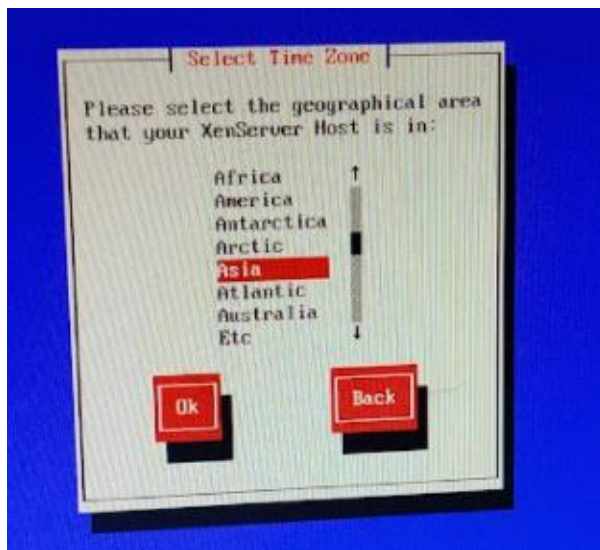 Select Time Zone
Please select the geographical area
that your XenServer Host is in:
Africa
America
Antarctica
Arctic
Asia
Atlantic
Australia
Etc
Ok
Back